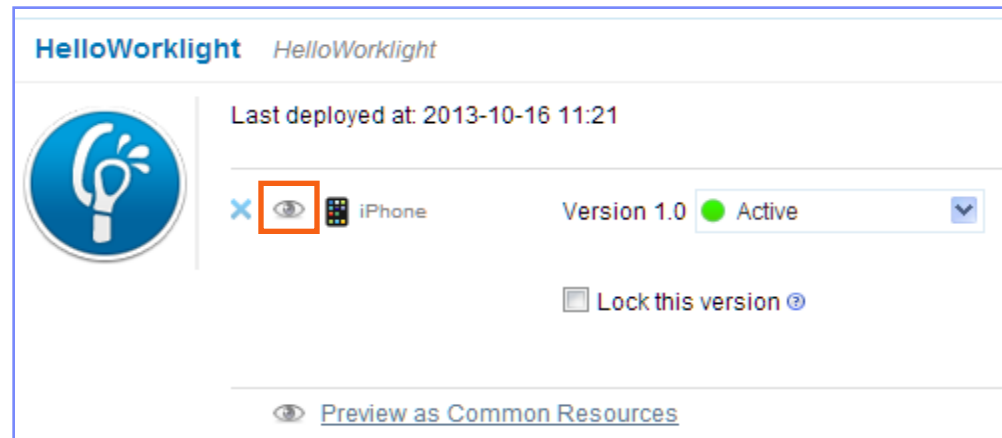 HelloWorklight HelloWorklight
Last deployed at: 2013-10-16 11:21
iPhone Version 1.0 Active
Lock this version ?
Preview as Common Resources